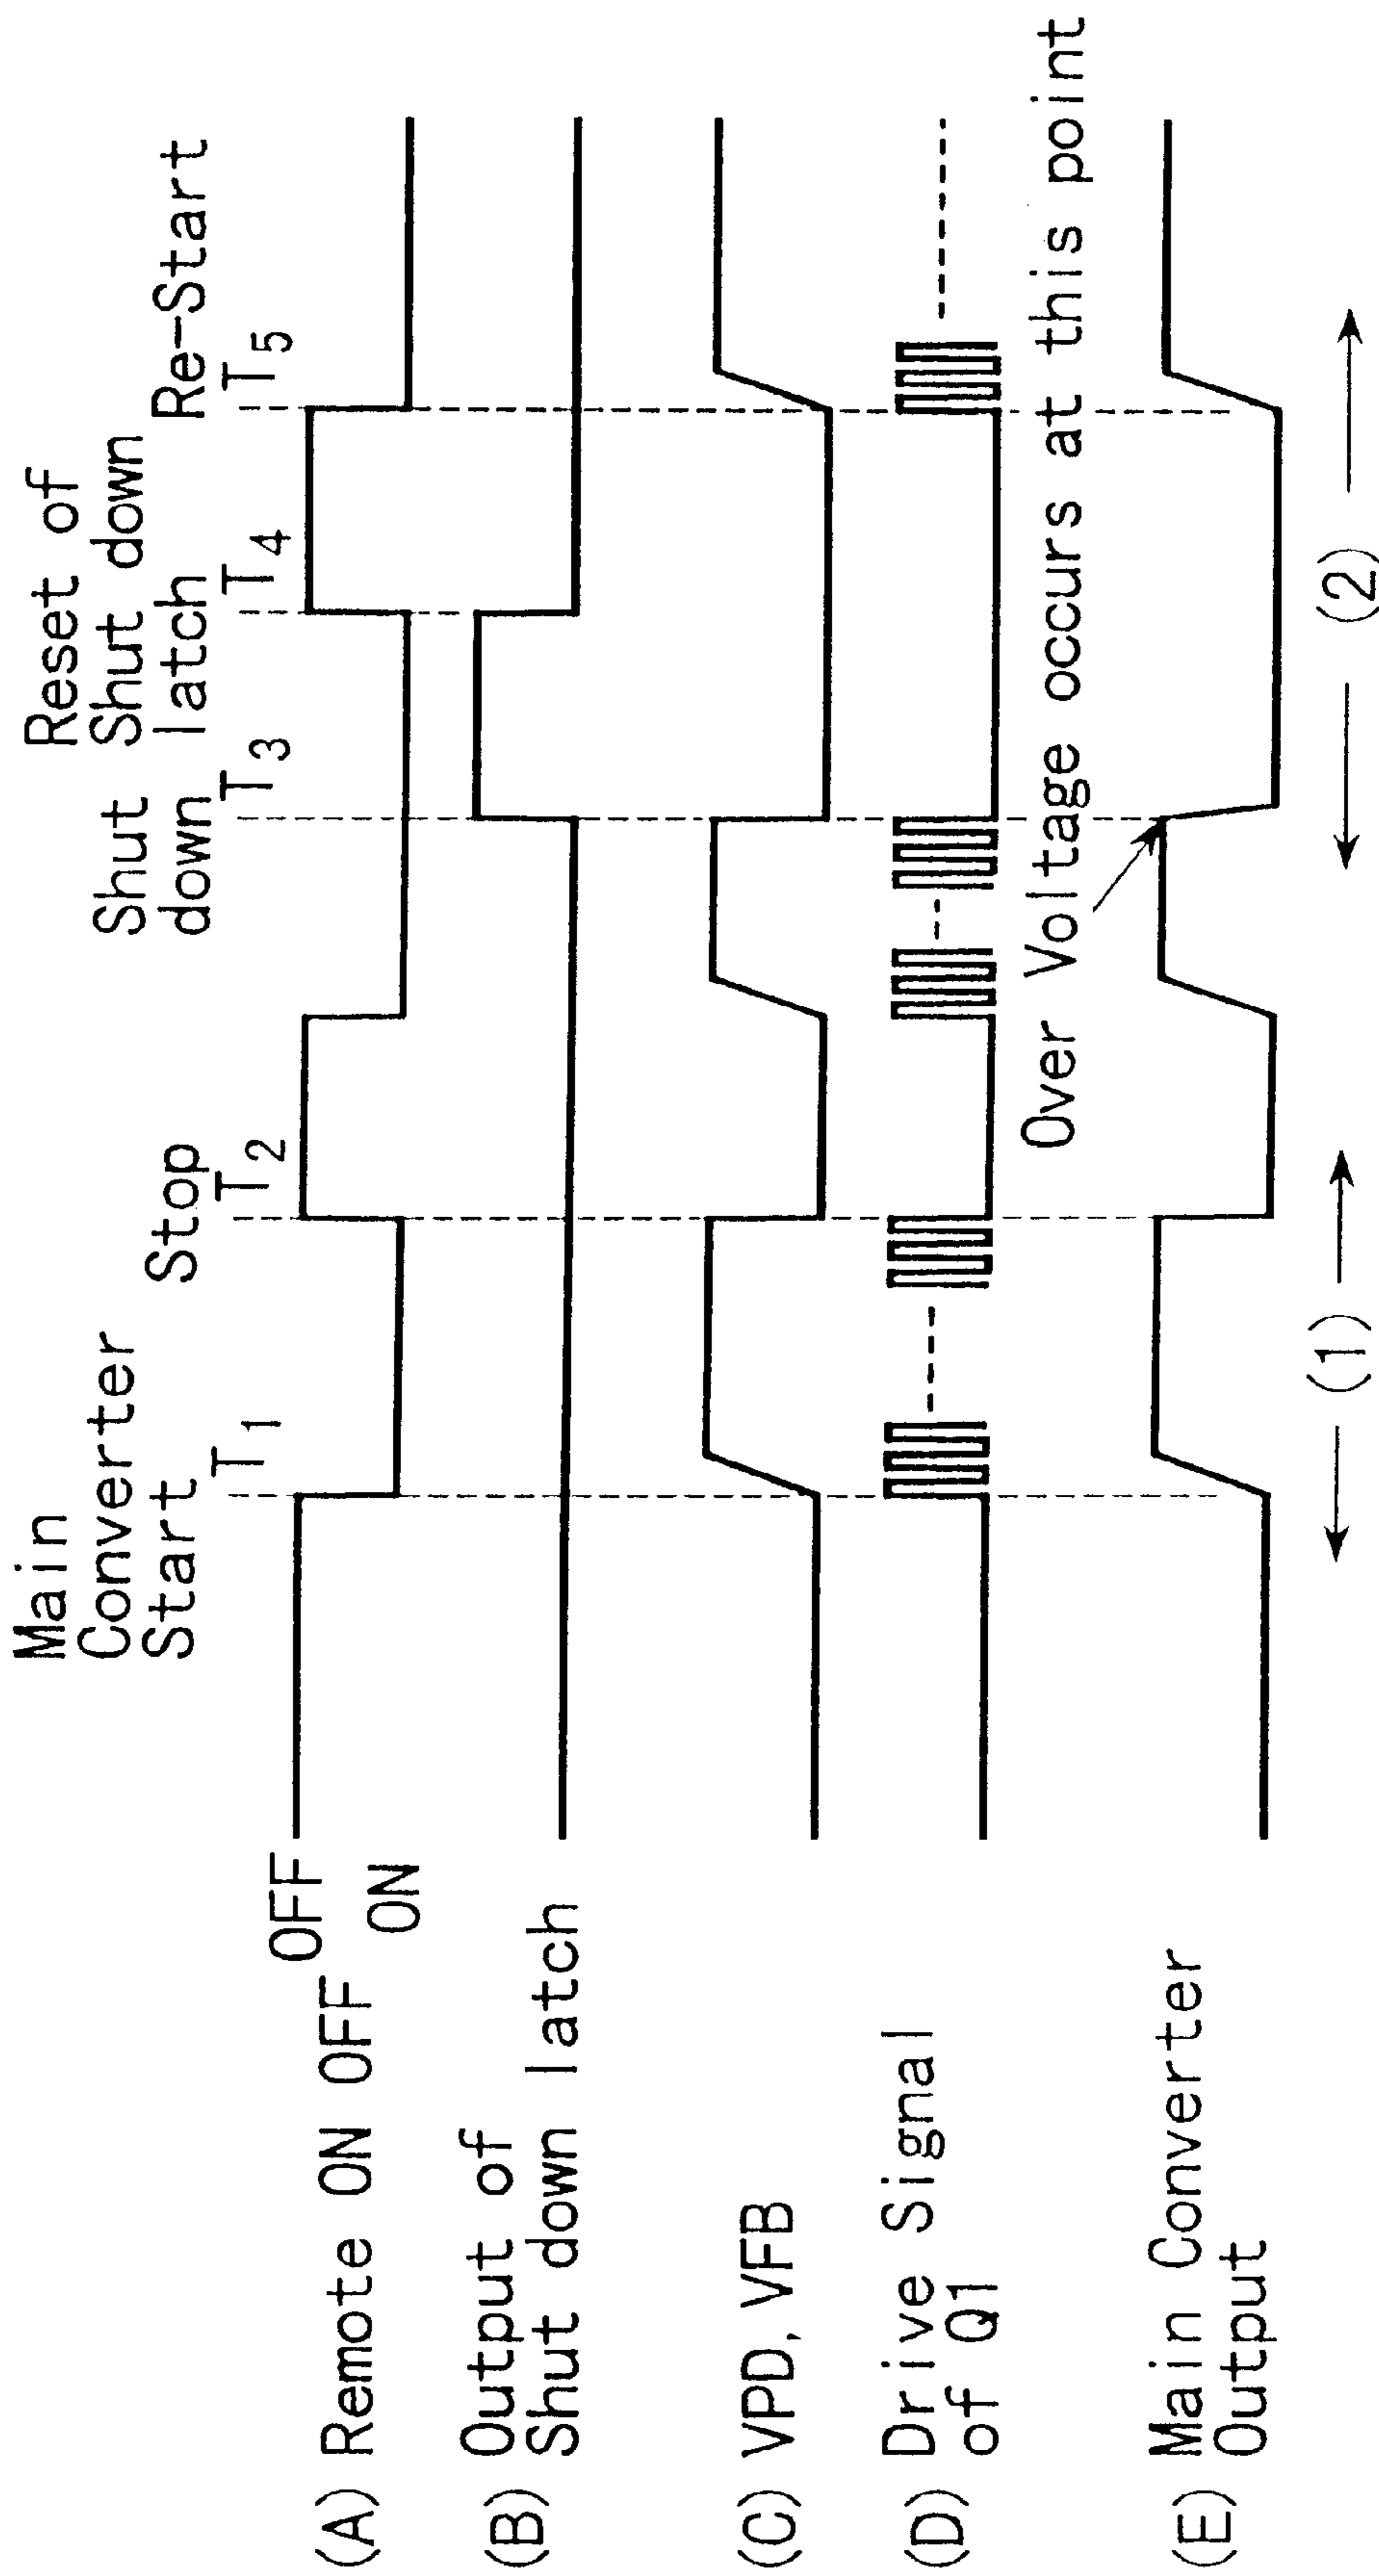 Main
Converter
Start
T1
Stop
T2
Shut
down
T3
Reset of
Shut down
latch
T4
Re-Start
T5
OFF
(A) Remote ON OFF
ON
(B) Output of
Shut down latch
(C) VPD, VFB
(D) Drive Signal
of Q1
Over Voltage occurs at this point
(E) Main Converter
Output
(1)
(2)